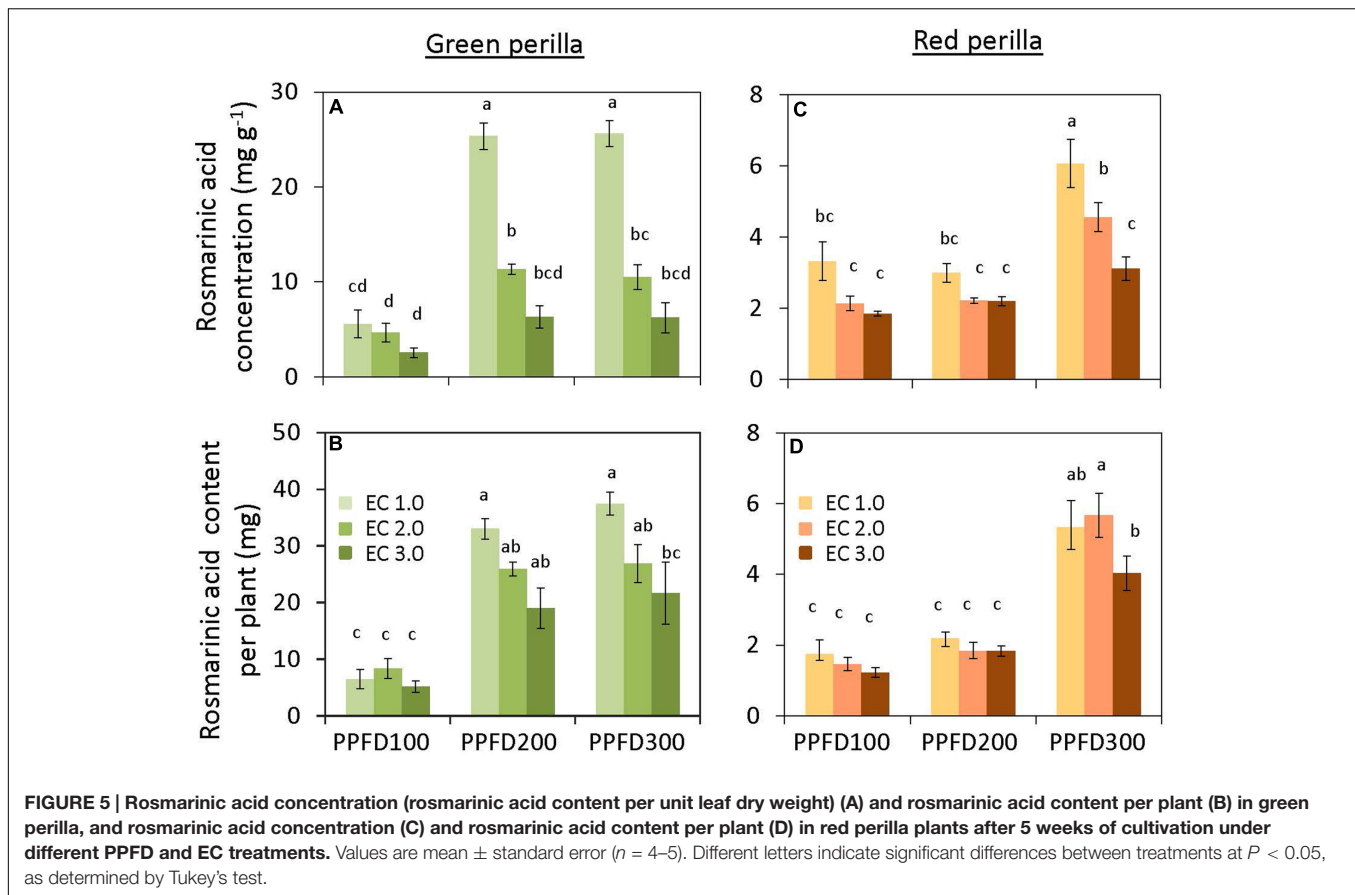 Green perilla
Red perilla
Rosmarinic acid
concentration (mg g-1)
A
30
20
10
0
a
a
b
bc
bcd
bcd
cd
d
d
C
8
6
4
2
0
a
b
c
bc
c
c
bc
c
c
Rosmarinic acid content
per plant (mg)
B
50
40
30
20
10
0
EC 1.0
EC 2.0
EC 3.0
c
c
c
a
ab
ab
a
ab
bc
PPFD100
PPFD200
PPFD300
D
8
6
4
2
0
EC 1.0
EC 2.0
EC 3.0
c
c
c
c
c
c
ab
a
b
PPFD100
PPFD200
PPFD300
FIGURE 5 | Rosmarinic acid concentration (rosmarinic acid content per unit leaf dry weight) (A) and rosmarinic acid content per plant (B) in green
perilla, and rosmarinic acid concentration (C) and rosmarinic acid content per plant (D) in red perilla plants after 5 weeks of cultivation under
different PPFD and EC treatments. Values are mean ± standard error (n = 4–5). Different letters indicate significant differences between treatments at P < 0.05,
as determined by Tukey's test.